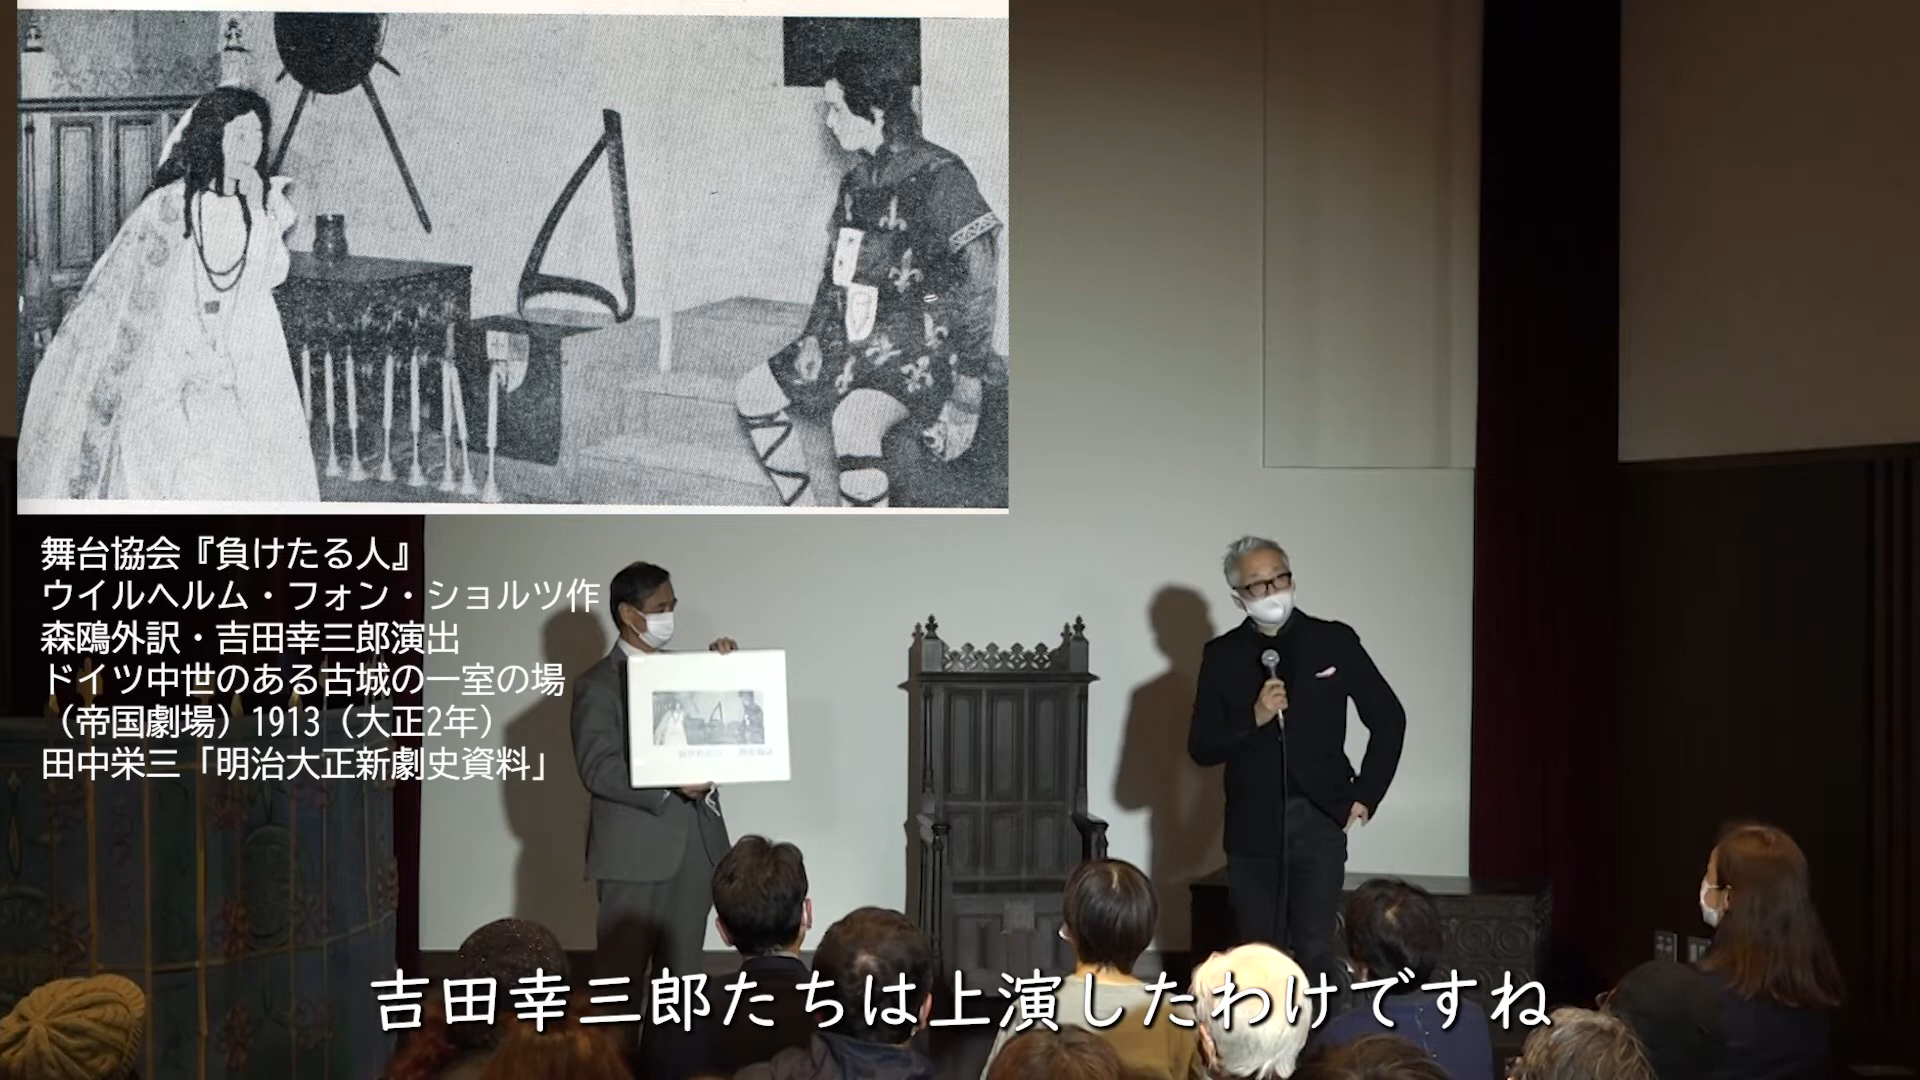 舞台協会『負けたる人』
ウイルヘルム・フォン・ショルツ作
森鴎外訳・吉田幸三郎演出
ドイツ中世のある古城の一室の場
（帝国劇場）1913（大正2年）
田中栄三「明治大正新劇史資料」
吉田幸三郎たちは上演したわけですね